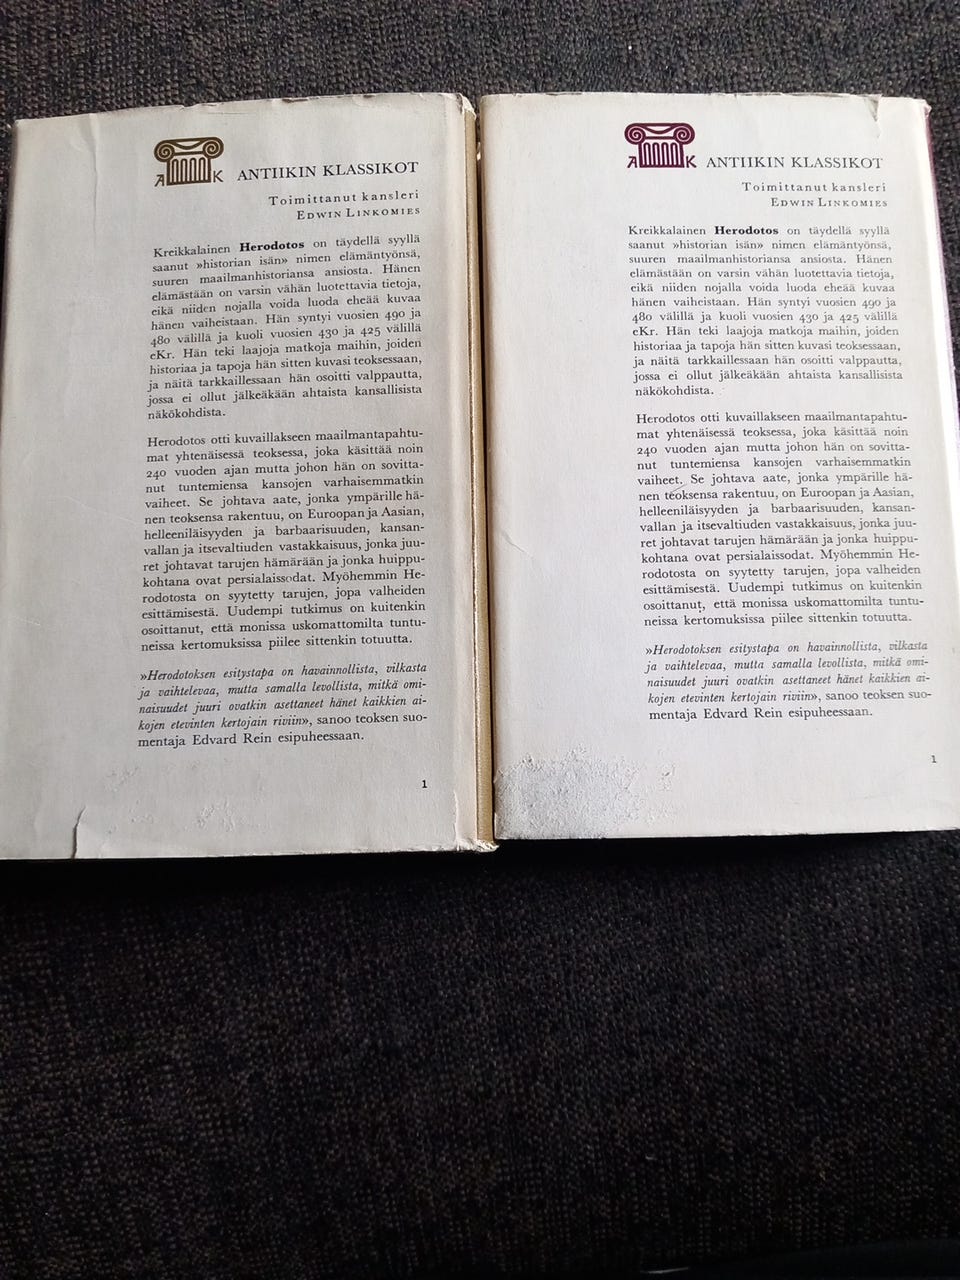 A K ANTIIKIN KLASSIKOT
Toimittanut kansleri
EDWIN LINKOMIES
Kreikkalainen Herodotos on täydellä syyllä
saanut »historian isän» nimen elämäntyönsä,
suuren maailmanhistoriansa ansiosta. Hänen
elämästään on varsin vähän luotettavia tietoja,
eikä niiden nojalla voida luoda eheää kuvaa
hänen vaiheistaan. Hän syntyi vuosien 490 ja
480 välillä ja kuoli vuosien 430 ja 425 välillä
eKr. Hän teki laajoja matkoja maihin, joiden
historiaa ja tapoja hän sitten kuvasi teoksessaan,
ja näitä tarkkaillessaan hän osoitti valppautta,
jossa ei ollut jälkeäkään ahtaista kansallisista
näkökohdista.
Herodotos otti kuvaillakseen maailmantapahtu-
mat yhtenäisessä teoksessa, joka käsittää noin
240 vuoden ajan mutta johon hän on sovitta-
nut tuntemiensa kansojen varhaisemmatkin
vaiheet. Se johtava aate, jonka ympärille hä-
nen teoksensa rakentuu, on Euroopan ja Aasian,
helleeniläisyyden ja barbaarisuuden, kansan-
vallan ja itsevaltiuden vastakkaisuus, jonka juu-
ret johtavat tarujen hämärään ja jonka huippu-
kohtana ovat persialaissodat. Myöhemmin He-
rodotosta on syytetty tarujen, jopa valheiden
esittämisestä. Uudempi tutkimus on kuitenkin
osoittanut, että monissa uskomattomilta tuntu-
neissa kertomuksissa piilee sittenkin totuutta.
»Herodotoksen esitystapa on havainnollista, vilkasta
ja vaihtelevaa, mutta samalla levollista, mitkä omi-
naisuudet juuri ovatkin asettaneet hänet kaikkien ai-
kojen etevinten kertojain riviin», sanoo teoksen suo-
mentaja Edvard Rein esipuheessaan.
1
A K ANTIIKIN KLASSIKOT
Toimittanut kansleri
EDWIN LINKOMIES
Kreikkalainen Herodotos on täydellä syyllä
saanut »historian isän» nimen elämäntyönsä,
suuren maailmanhistoriansa ansiosta. Hänen
elämästään on varsin vähän luotettavia tietoja,
eikä niiden nojalla voida luoda eheää kuvaa
hänen vaiheistaan. Hän syntyi vuosien 490 ja
480 välillä ja kuoli vuosien 430 ja 425 välillä
eKr. Hän teki laajoja matkoja maihin, joiden
historiaa ja tapoja hän sitten kuvasi teoksessaan,
ja näitä tarkkaillessaan hän osoitti valppautta,
jossa ei ollut jälkeäkään ahtaista kansallisista
näkökohdista.
Herodotos otti kuvaillakseen maailmantapahtu-
mat yhtenäisessä teoksessa, joka käsittää noin
240 vuoden ajan mutta johon hän on sovitta-
nut tuntemiensa kansojen varhaisemmatkin
vaiheet. Se johtava aate, jonka ympärille hä-
nen teoksensa rakentuu, on Euroopan ja Aasian,
helleeniläisyyden ja barbaarisuuden, kansan-
vallan ja itsevaltiuden vastakkaisuus, jonka juu-
ret johtavat tarujen hämärään ja jonka huippu-
kohtana ovat persialaissodat. Myöhemmin He-
rodotosta on syytetty tarujen, jopa valheiden
esittämisestä. Uudempi tutkimus on kuitenkin
osoittanut, että monissa uskomattomilta tuntu-
neissa kertomuksissa piilee sittenkin totuutta.
»Herodotoksen esitystapa on havainnollista, vilkasta
ja vaihtelevaa, mutta samalla levollista, mitkä omi-
naisuudet juuri ovatkin asettaneet hänet kaikkien ai-
kojen etevinten kertojain riviin», sanoo teoksen suo-
mentaja Edvard Rein esipuheessaan.
1